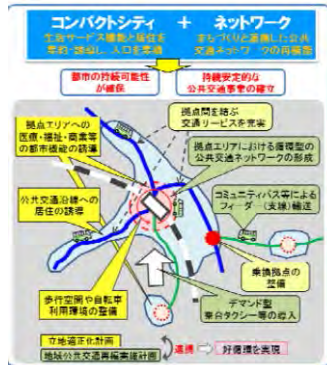 コンパクトシティ + ネットワーク
生活サービス機能と居住を
集約・誘導し、人口を集積
まちづくりと連携した公共
交通ネットワークの再構築
都市の持続可能性
が確保
持続安定的な
公共交通事業の確立
拠点エリアへの
医療・福祉・商業等
の都市機能の誘導
拠点間を結ぶ
交通サービスを充実
拠点エリアにおける循環型の
公共交通ネットワークの形成
公共交通沿線への
居住の誘導
コミュニティバス等による
フィーダー(支線)輸送
乗換拠点の
整備
歩行空間や自転車
利用環境の整備
デマンド型
乗合タクシー等の導入
立地適正化計画
地域公共交通再編実施計画
連携
好循環を実現